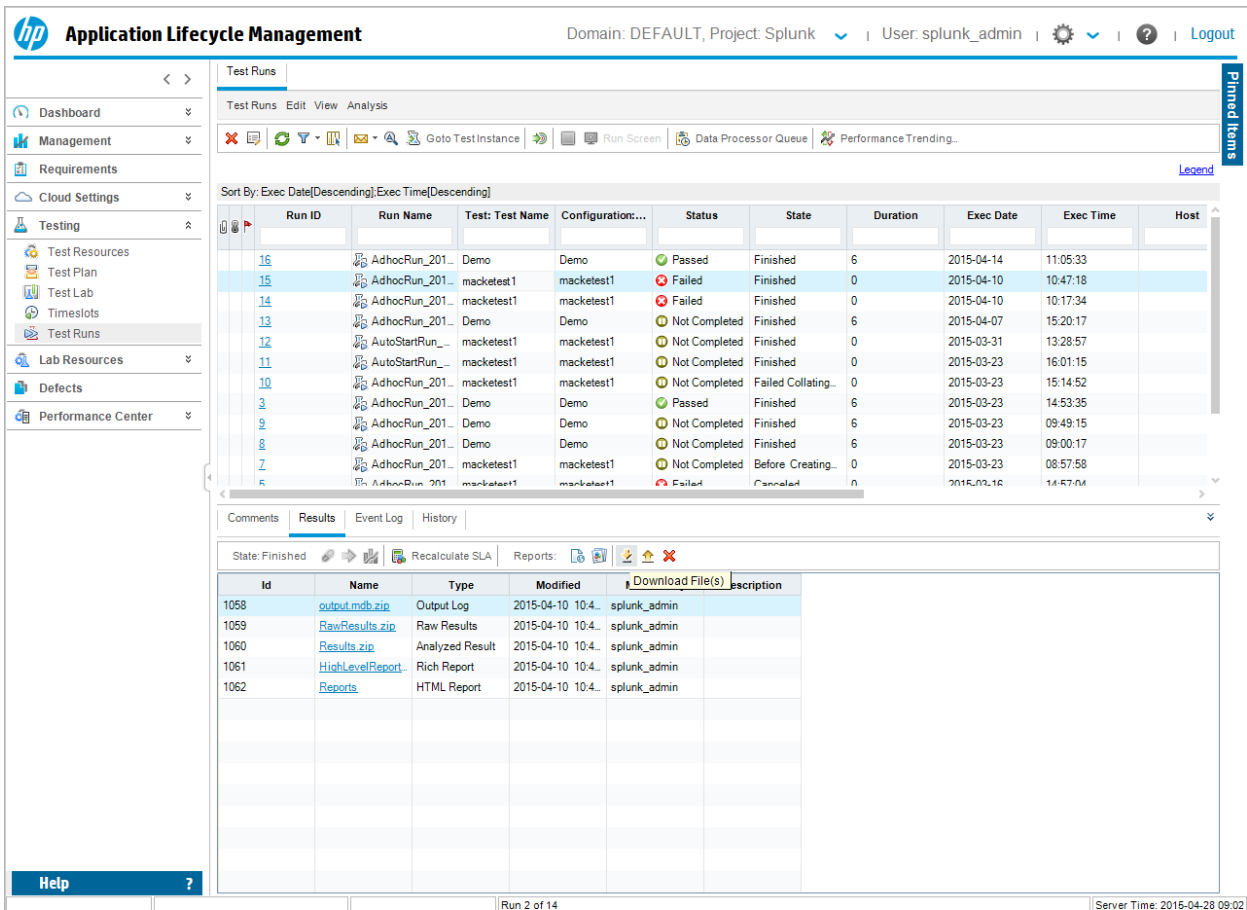 hp Application Lifecycle Management Domain: DEFAULT, Project: Splunk User: splunk_admin ? Logout
Pinned Items
Dashboard
Management
Requirements
Cloud Settings
Testing
Test Resources
Test Plan
Test Lab
Timeslots
Test Runs
Lab Resources
Defects
Performance Center
Help ?
Test Runs
Test Runs Edit View Analysis
Goto Test Instance Run Screen Data Processor Queue Performance Trending...
Legend
Sort By: Exec Date[Descending];Exec Time[Descending]
Run ID Run Name Test: Test Name Configuration:... Status State Duration Exec Date Exec Time Host
16 AdhocRun_201... Demo Demo Passed Finished 6 2015-04-14 11:05:33
15 AdhocRun_201... macketest1 macketest1 Failed Finished 0 2015-04-10 10:47:18
14 AdhocRun_201... macketest1 macketest1 Failed Finished 0 2015-04-10 10:17:34
13 AdhocRun_201... Demo Demo Not Completed Finished 6 2015-04-07 15:20:17
12 AutoStartRun_... macketest1 macketest1 Not Completed Finished 0 2015-03-31 13:28:57
11 AutoStartRun_... macketest1 macketest1 Not Completed Finished 0 2015-03-23 16:01:15
10 AdhocRun_201... macketest1 macketest1 Not Completed Failed Collating... 0 2015-03-23 15:14:52
3 AdhocRun_201... Demo Demo Passed Finished 6 2015-03-23 14:53:35
9 AdhocRun_201... Demo Demo Not Completed Finished 6 2015-03-23 09:49:15
8 AdhocRun_201... Demo Demo Not Completed Finished 6 2015-03-23 09:00:17
7 AdhocRun_201... macketest1 macketest1 Not Completed Before Creating... 0 2015-03-23 08:57:58
5 AdhocRun_201... macketest1 macketest1 Failed Canceled 0 2015-03-16 14:57:04
Comments Results Event Log History
State: Finished Recalculate SLA Reports:
Download File(s)
Id Name Type Modified escription
1058 output.mdb.zip Output Log 2015-04-10 10:4... splunk_admin
1059 RawResults.zip Raw Results 2015-04-10 10:4... splunk_admin
1060 Results.zip Analyzed Result 2015-04-10 10:4... splunk_admin
1061 HighLevelReport... Rich Report 2015-04-10 10:4... splunk_admin
1062 Reports HTML Report 2015-04-10 10:4... splunk_admin
Run 2 of 14 Server Time: 2015-04-28 09:02